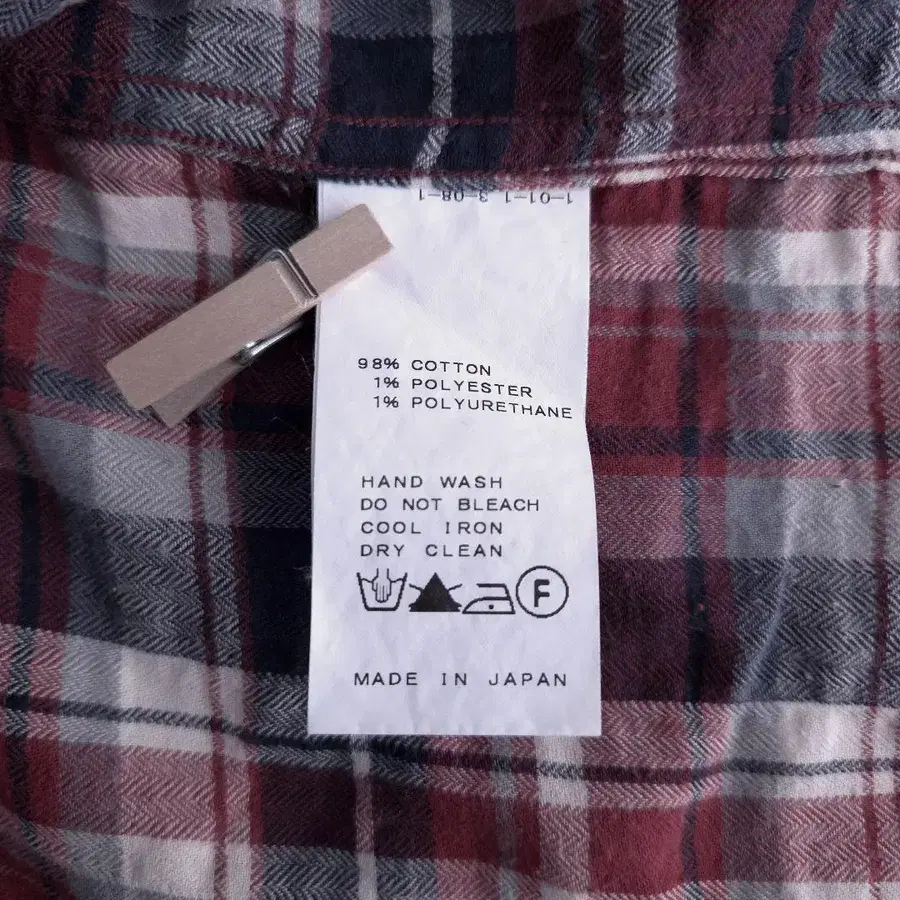 1-01-1 3-08-1
98% COTTON
1% POLYESTER
1% POLYURETHANE
HAND WASH
DO NOT BLEACH
COOL IRON
DRY CLEAN
F
MADE IN JAPAN